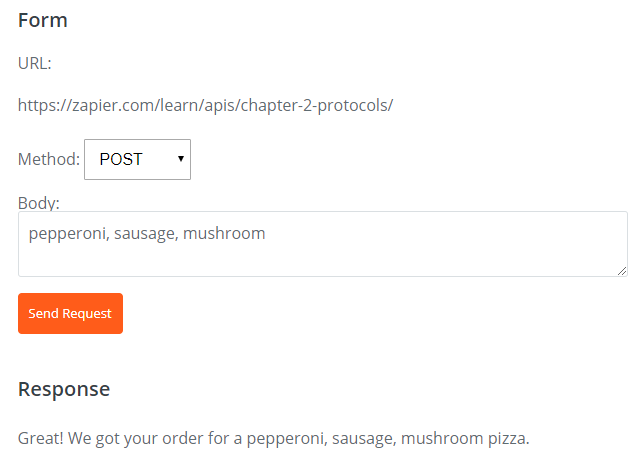 Form
URL:
https://zapier.com/learn/apis/chapter-2-protocols/
Method: POST
Body:
pepperoni, sausage, mushroom
Send Request
Response
Great! We got your order for a pepperoni, sausage, mushroom pizza.